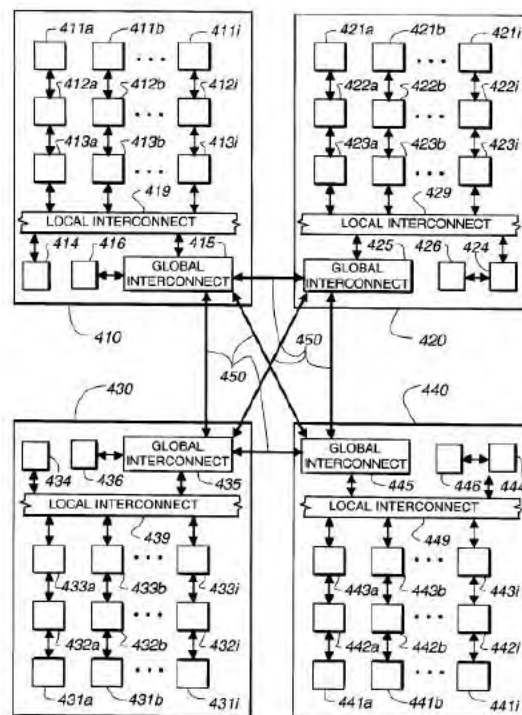 411a 411b 411i 421a 421b 421i
412a 412b 412i 422a 422b 422i
413a 413b 413i 423a 423b 423i
419 429
LOCAL INTERCONNECT LOCAL INTERCONNECT
414 416 415 425 426 424
GLOBAL INTERCONNECT GLOBAL INTERCONNECT
410 450 420
450
430 440
GLOBAL INTERCONNECT GLOBAL INTERCONNECT
434 436 435 445 446 444
LOCAL INTERCONNECT LOCAL INTERCONNECT
439 449
433a 433b 433i 443a 443b 443i
432a 432b 432i 442a 442b 442i
431a 431b 431i 441a 441b 441i